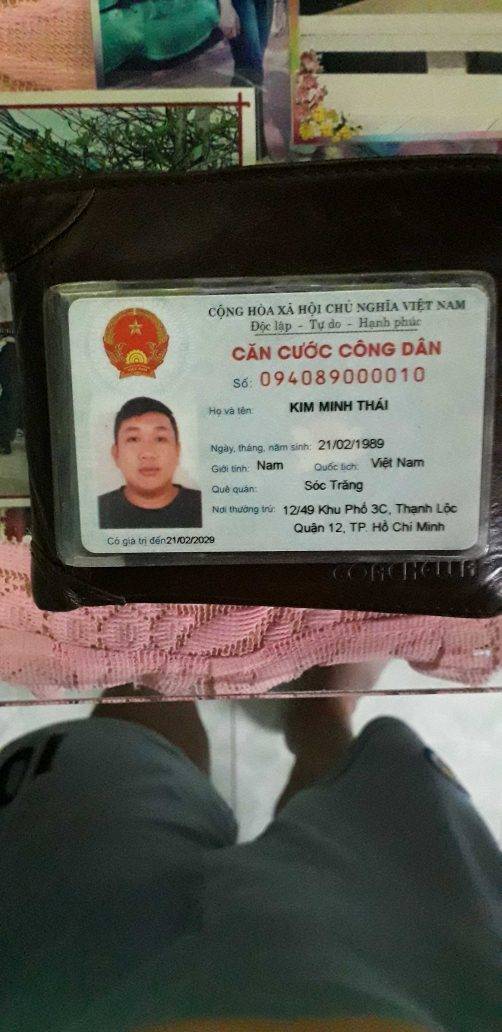 CỘNG HÒA XÃ HỘI CHỦ NGHĨA VIỆT NAM
Độc lập - Tự do - Hạnh phúc
CĂN CƯỚC CÔNG DÂN
Số: 094089000010
Họ và tên: KIM MINH THÁI
Ngày, tháng, năm sinh: 21/02/1989
Giới tính: Nam Quốc tịch: Việt Nam
Quê quán: Sóc Trăng
Nơi thường trú: 12/49 Khu Phố 3C, Thạnh Lộc
Quận 12, TP. Hồ Chí Minh
Có giá trị đến 21/02/2029